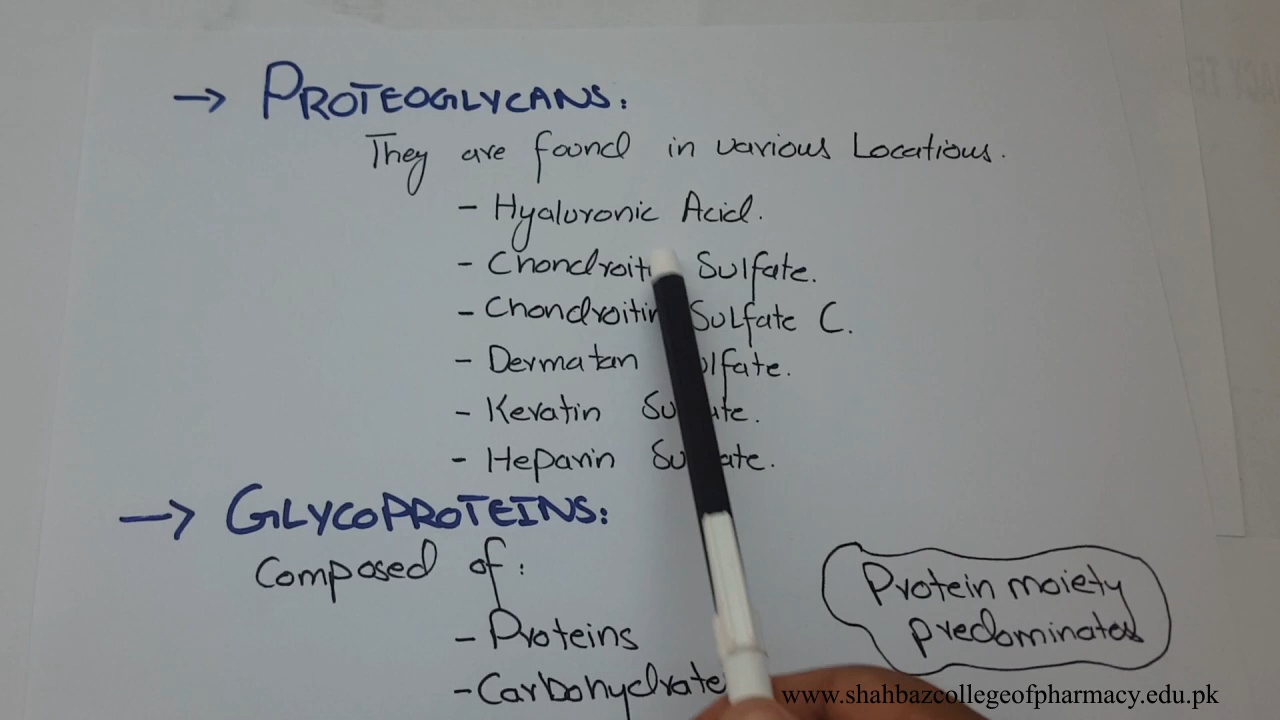 → PROTEOGLYCANS:
They are found in various Locations.
- Hyaluronic Acid.
- Chondroiti Sulfate.
- Chondroitin Sulfate C.
- Dermatan ulfate.
- Keratin Su ate.
- Heparin Su ate.
→ GLYCOPROTEINS:
Composed of:
- Proteins
- Carbohydrate
Protein moiety
predominates
www.shahbazcollegeofpharmacy.edu.pk